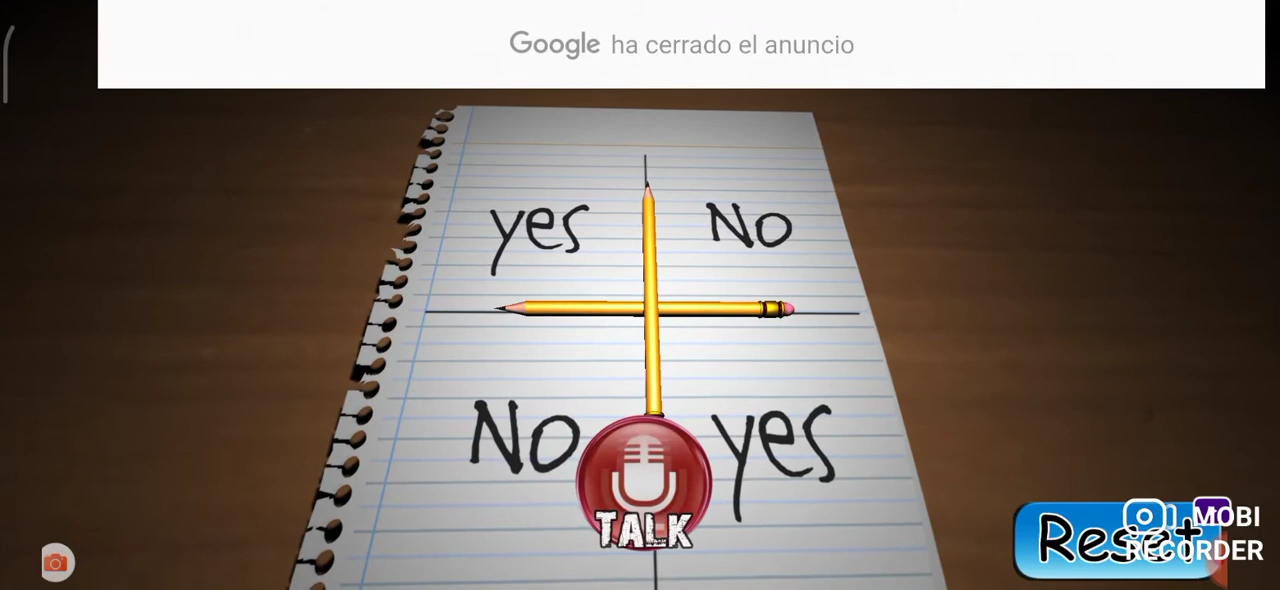 Google ha cerrado el anuncio
yes No
No yes
TALK
Reset
MOBI
RECORDER